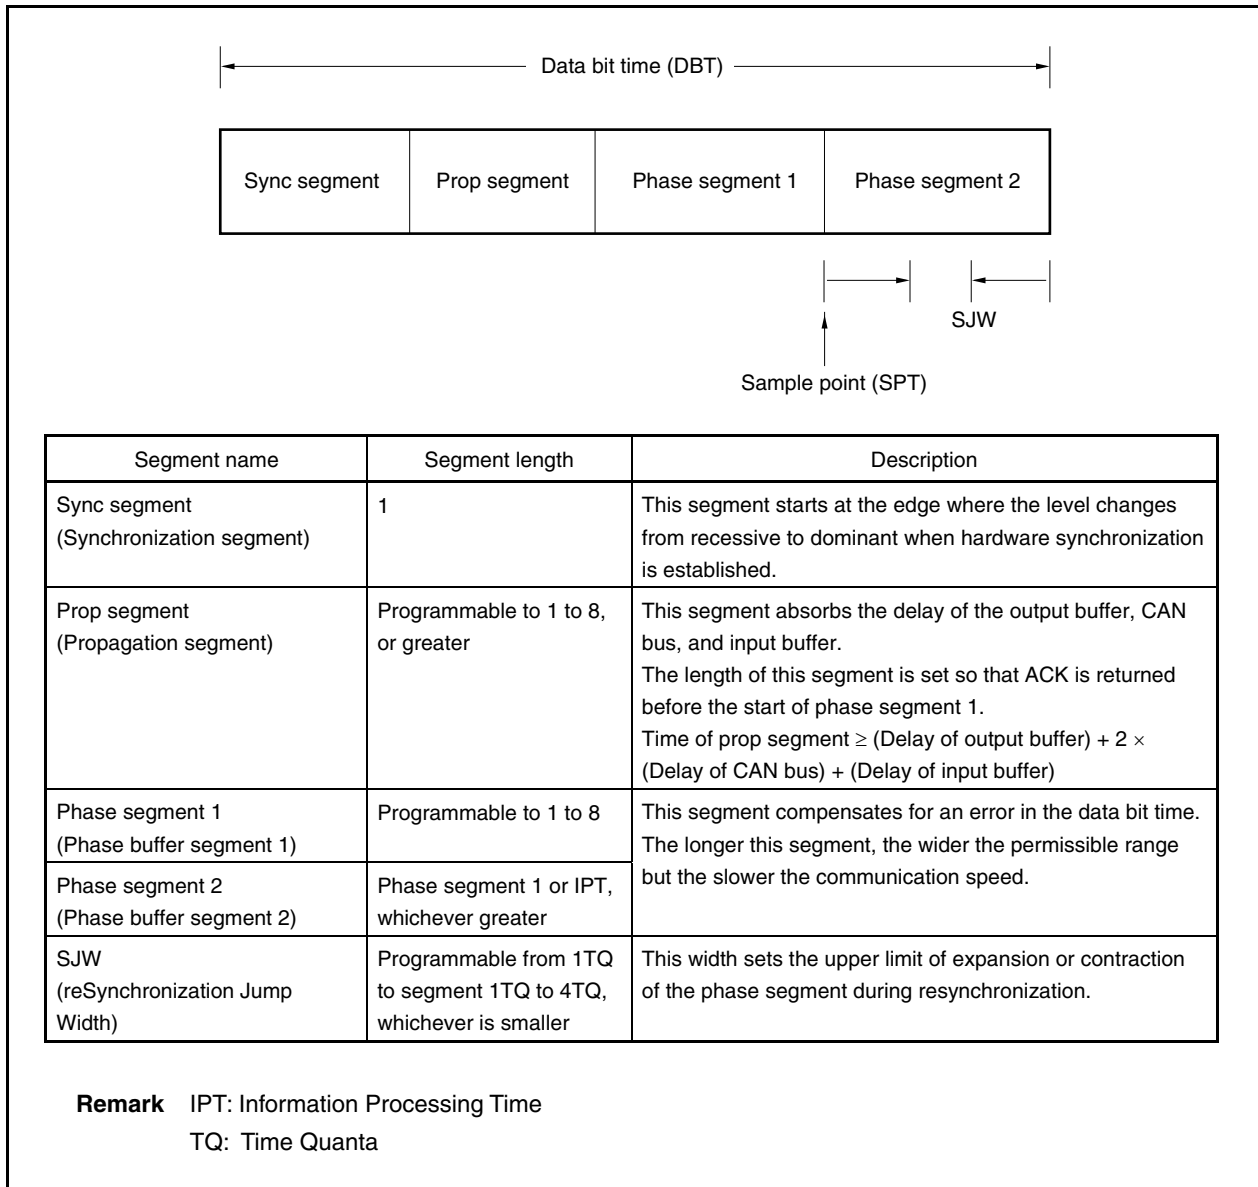 Data bit time (DBT)
Sync segment
Prop segment
Phase segment 1
Phase segment 2
SJW
Sample point (SPT)
Segment name
Segment length
Description
Sync segment
(Synchronization segment)
1
This segment starts at the edge where the level changes
from recessive to dominant when hardware synchronization
is established.
Prop segment
(Propagation segment)
Programmable to 1 to 8,
or greater
This segment absorbs the delay of the output buffer, CAN
bus, and input buffer.
The length of this segment is set so that ACK is returned
before the start of phase segment 1.
Time of prop segment ≥ (Delay of output buffer) + 2 ×
(Delay of CAN bus) + (Delay of input buffer)
Phase segment 1
(Phase buffer segment 1)
Programmable to 1 to 8
This segment compensates for an error in the data bit time.
The longer this segment, the wider the permissible range
but the slower the communication speed.
Phase segment 2
(Phase buffer segment 2)
Phase segment 1 or IPT,
whichever greater
SJW
(reSynchronization Jump
Width)
Programmable from 1TQ
to segment 1TQ to 4TQ,
whichever is smaller
This width sets the upper limit of expansion or contraction
of the phase segment during resynchronization.
Remark IPT: Information Processing Time
TQ: Time Quanta